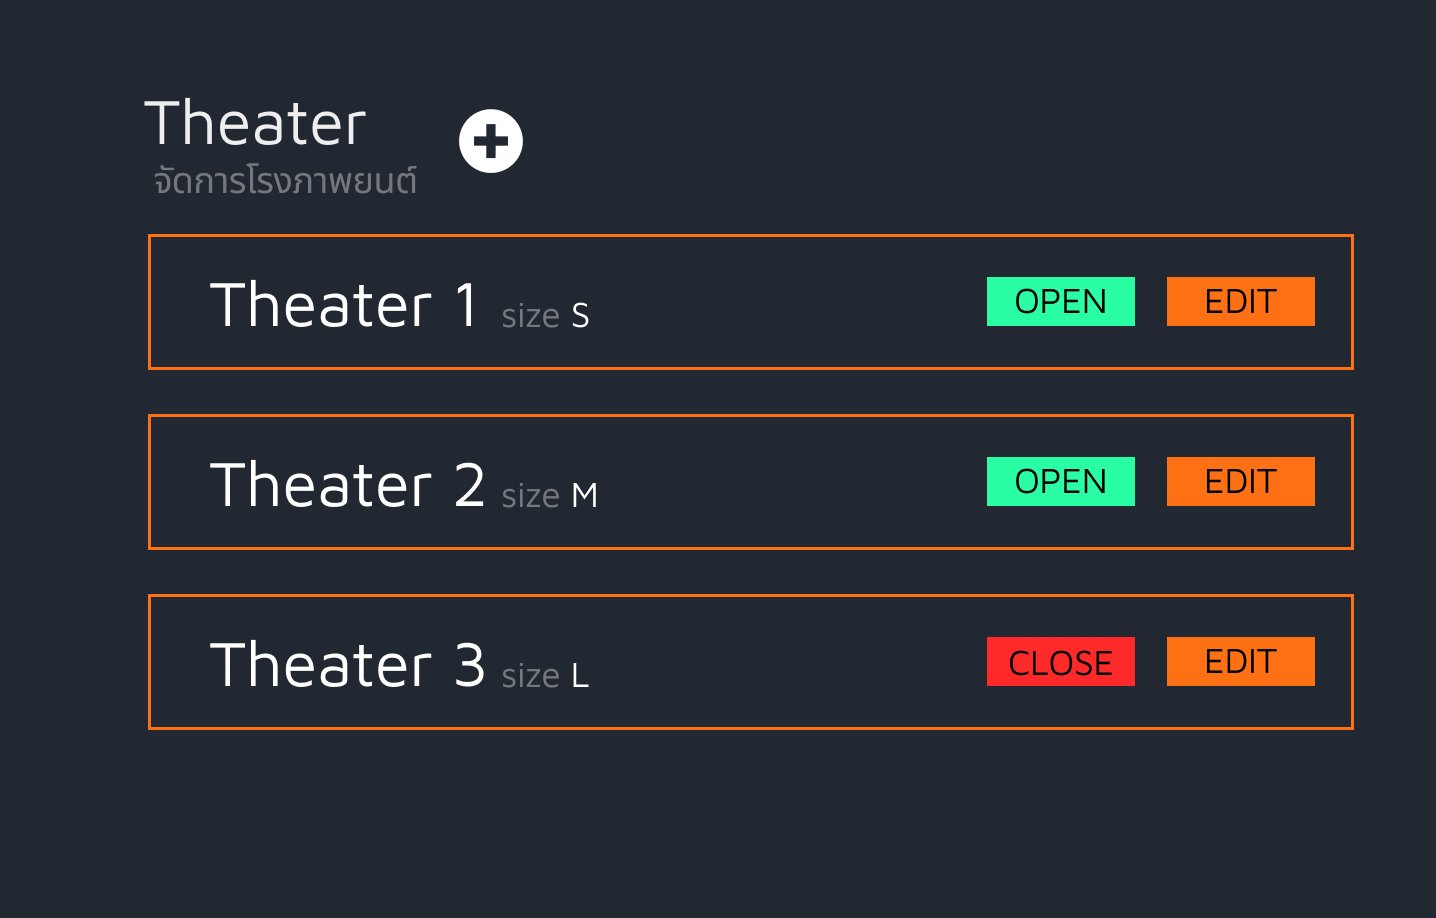 Theater
จัดการโรงภาพยนต์
Theater 1 size S OPEN EDIT
Theater 2 size M OPEN EDIT
Theater 3 size L CLOSE EDIT